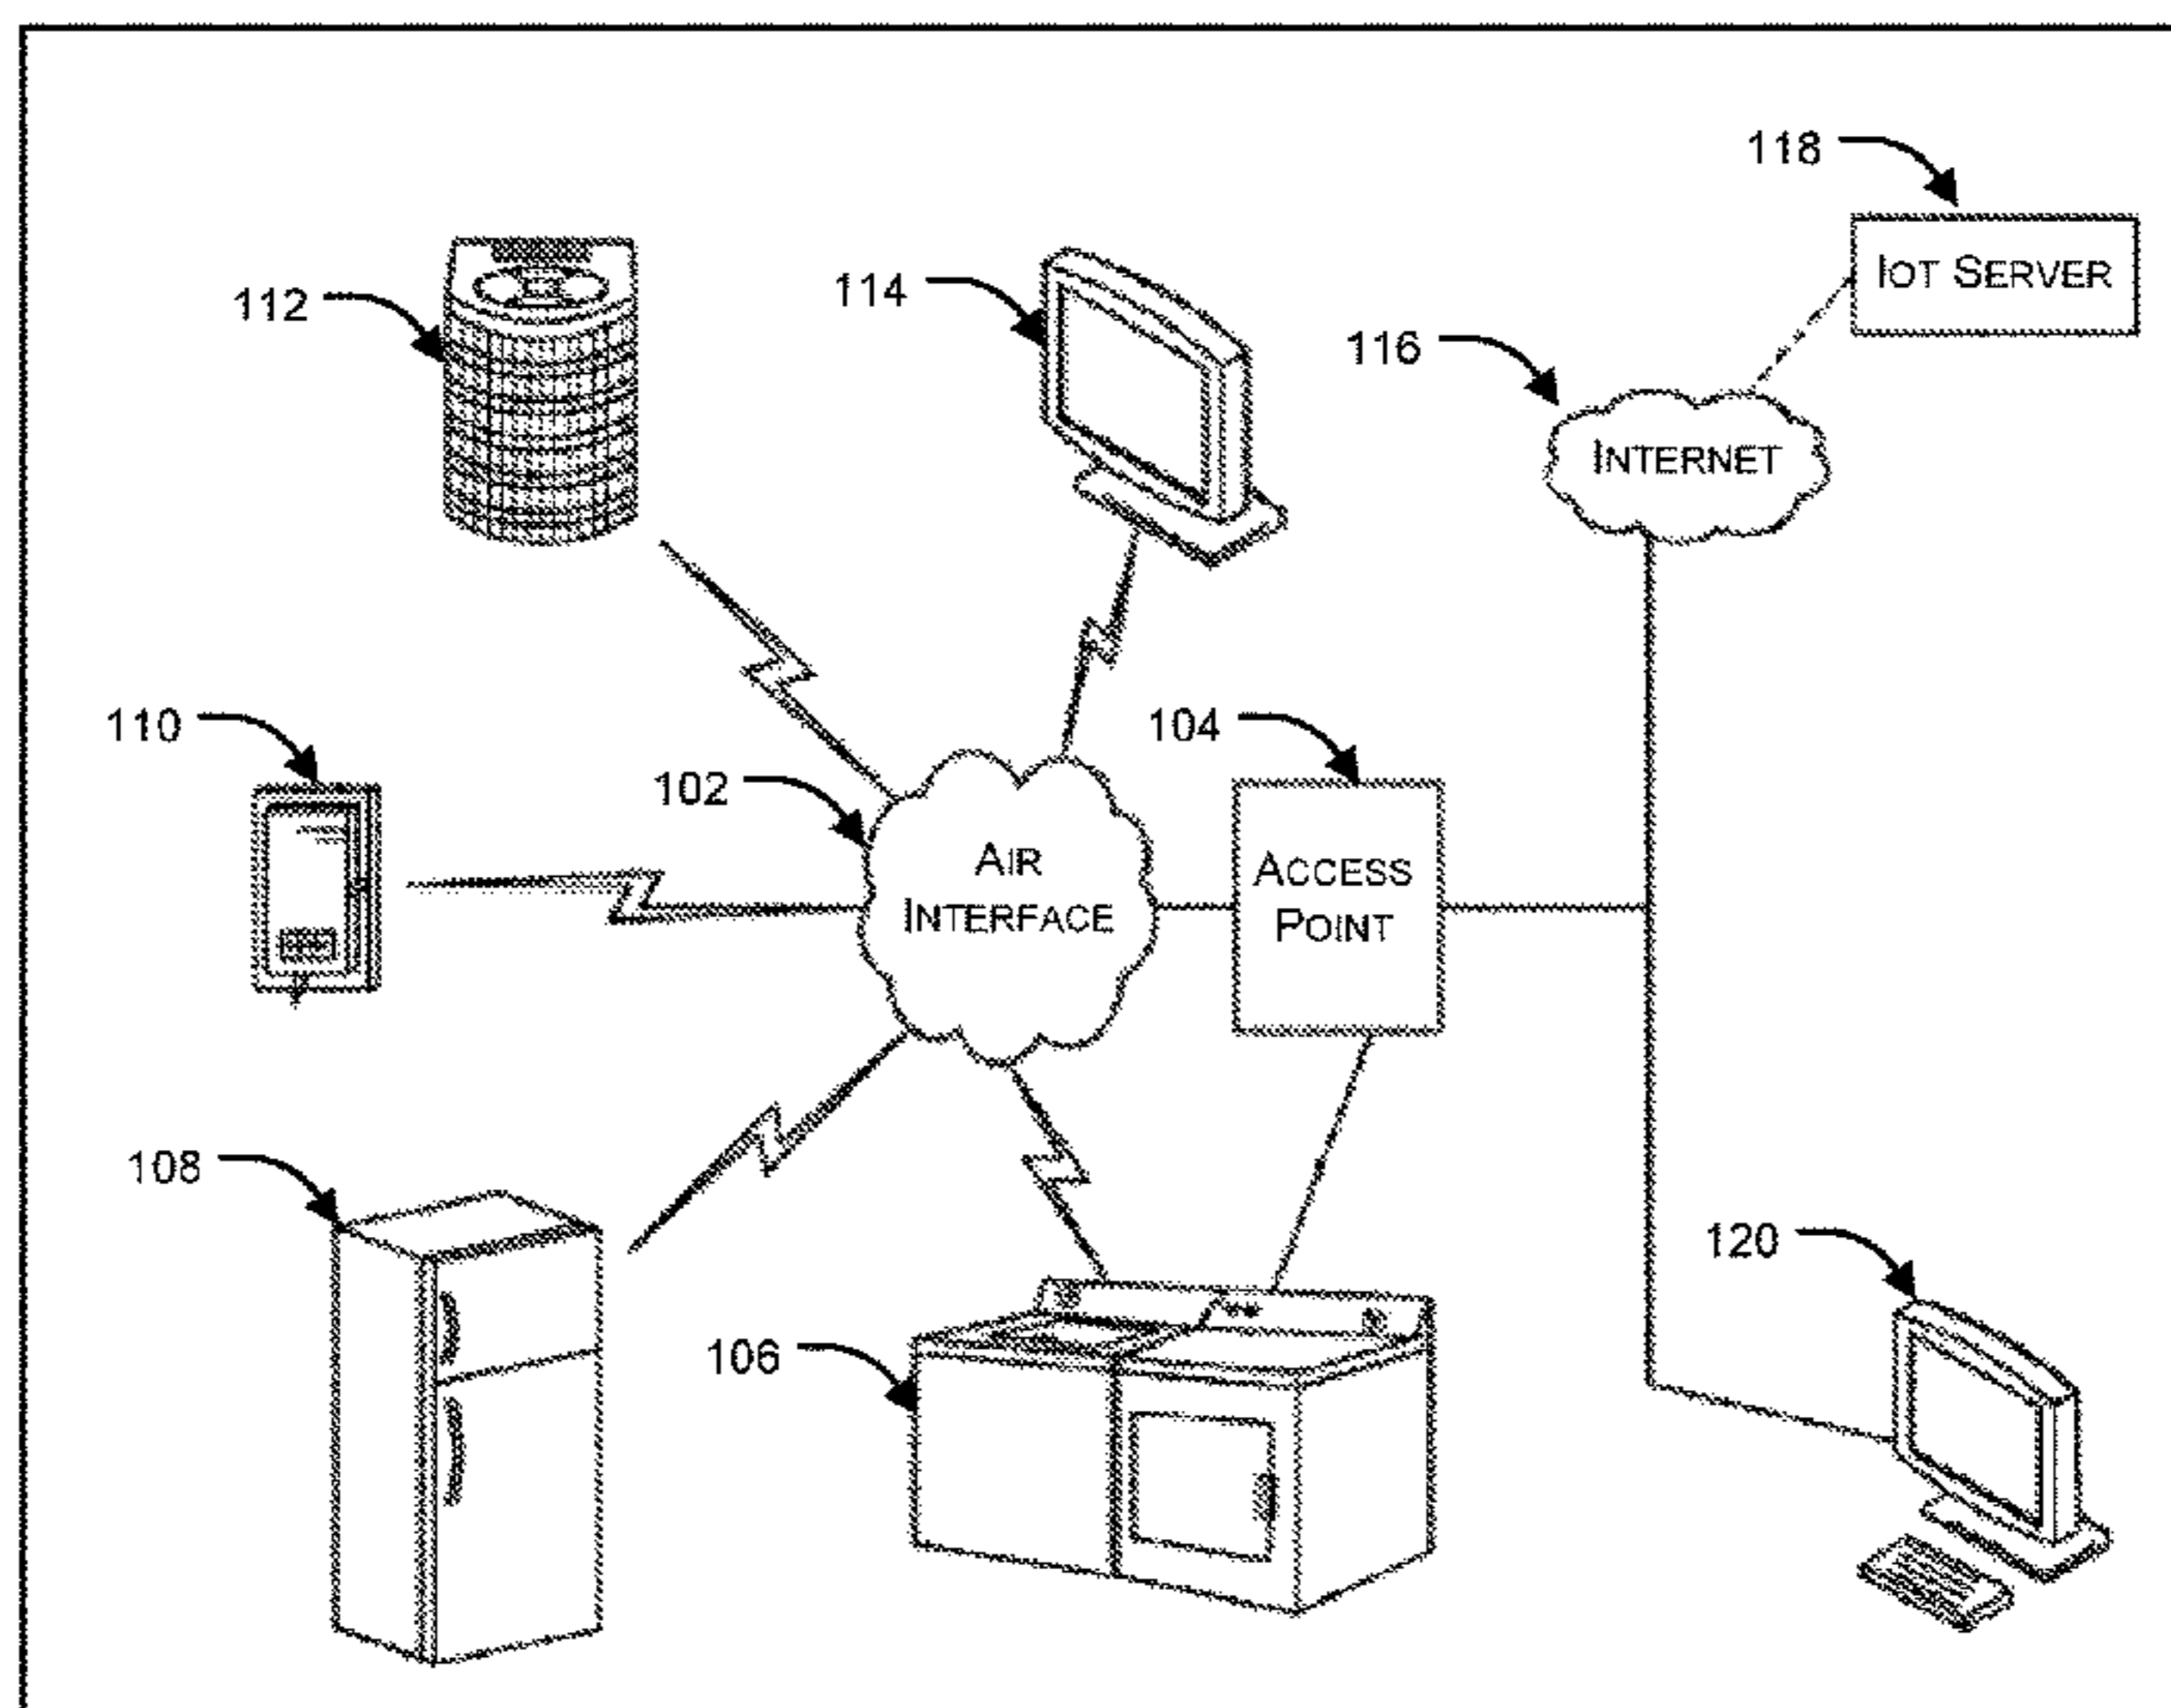 118
IOT SERVER
112
114
116
INTERNET
110
104
102
AIR
INTERFACE
ACCESS
POINT
108
120
106